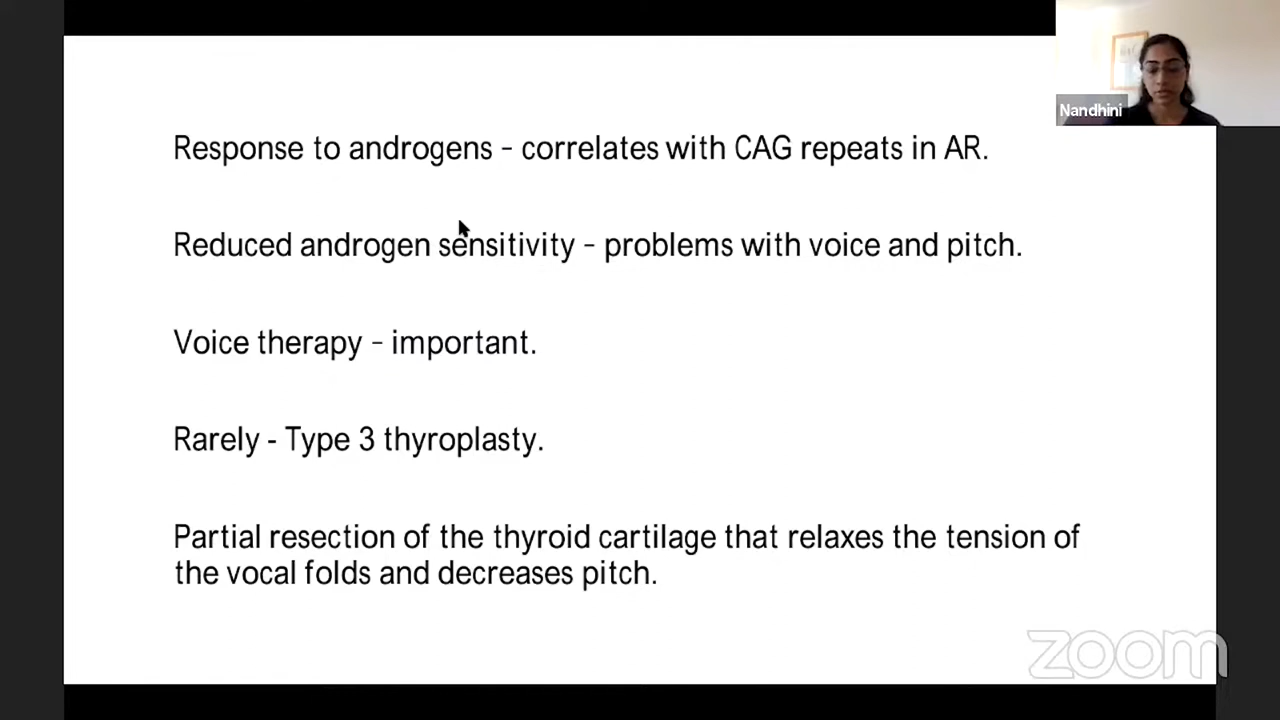 Nandhini
Response to androgens - correlates with CAG repeats in AR.
Reduced androgen sensitivity - problems with voice and pitch.
Voice therapy - important.
Rarely - Type 3 thyroplasty.
Partial resection of the thyroid cartilage that relaxes the tension of
the vocal folds and decreases pitch.
zoom